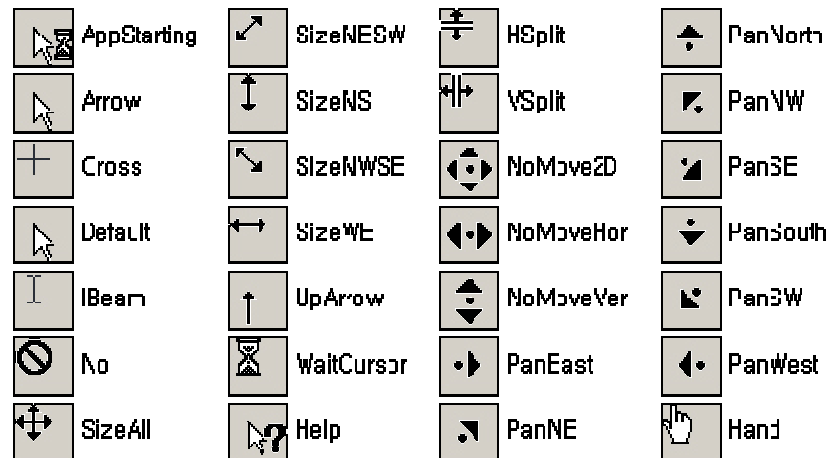 AppStarting
Arrow
Cross
Default
IBeam
No
SizeAll
SizeNESW
SizeNS
SizeNWSE
SizeWE
UpArrow
WaitCursor
Help
HSplit
VSplit
NoMove2D
NoMoveHor
NoMoveVer
PanEast
PanNE
PanNorth
PanNW
PanSE
PanSouth
PanSW
PanWest
Hand